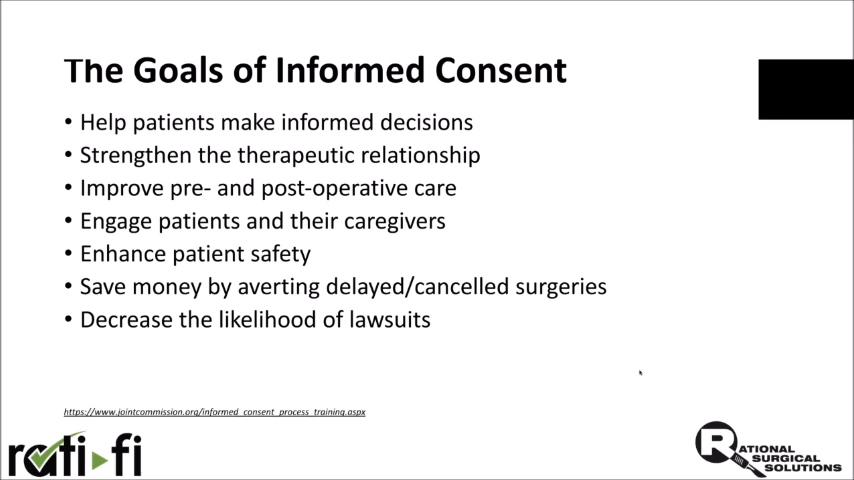 The Goals of Informed Consent
• Help patients make informed decisions
• Strengthen the therapeutic relationship
• Improve pre- and post-operative care
• Engage patients and their caregivers
• Enhance patient safety
• Save money by averting delayed/cancelled surgeries
• Decrease the likelihood of lawsuits
https://www.jointcommission.org/informed_consent_process_training.aspx
rati-fi
RATIONAL
SURGICAL
SOLUTIONS